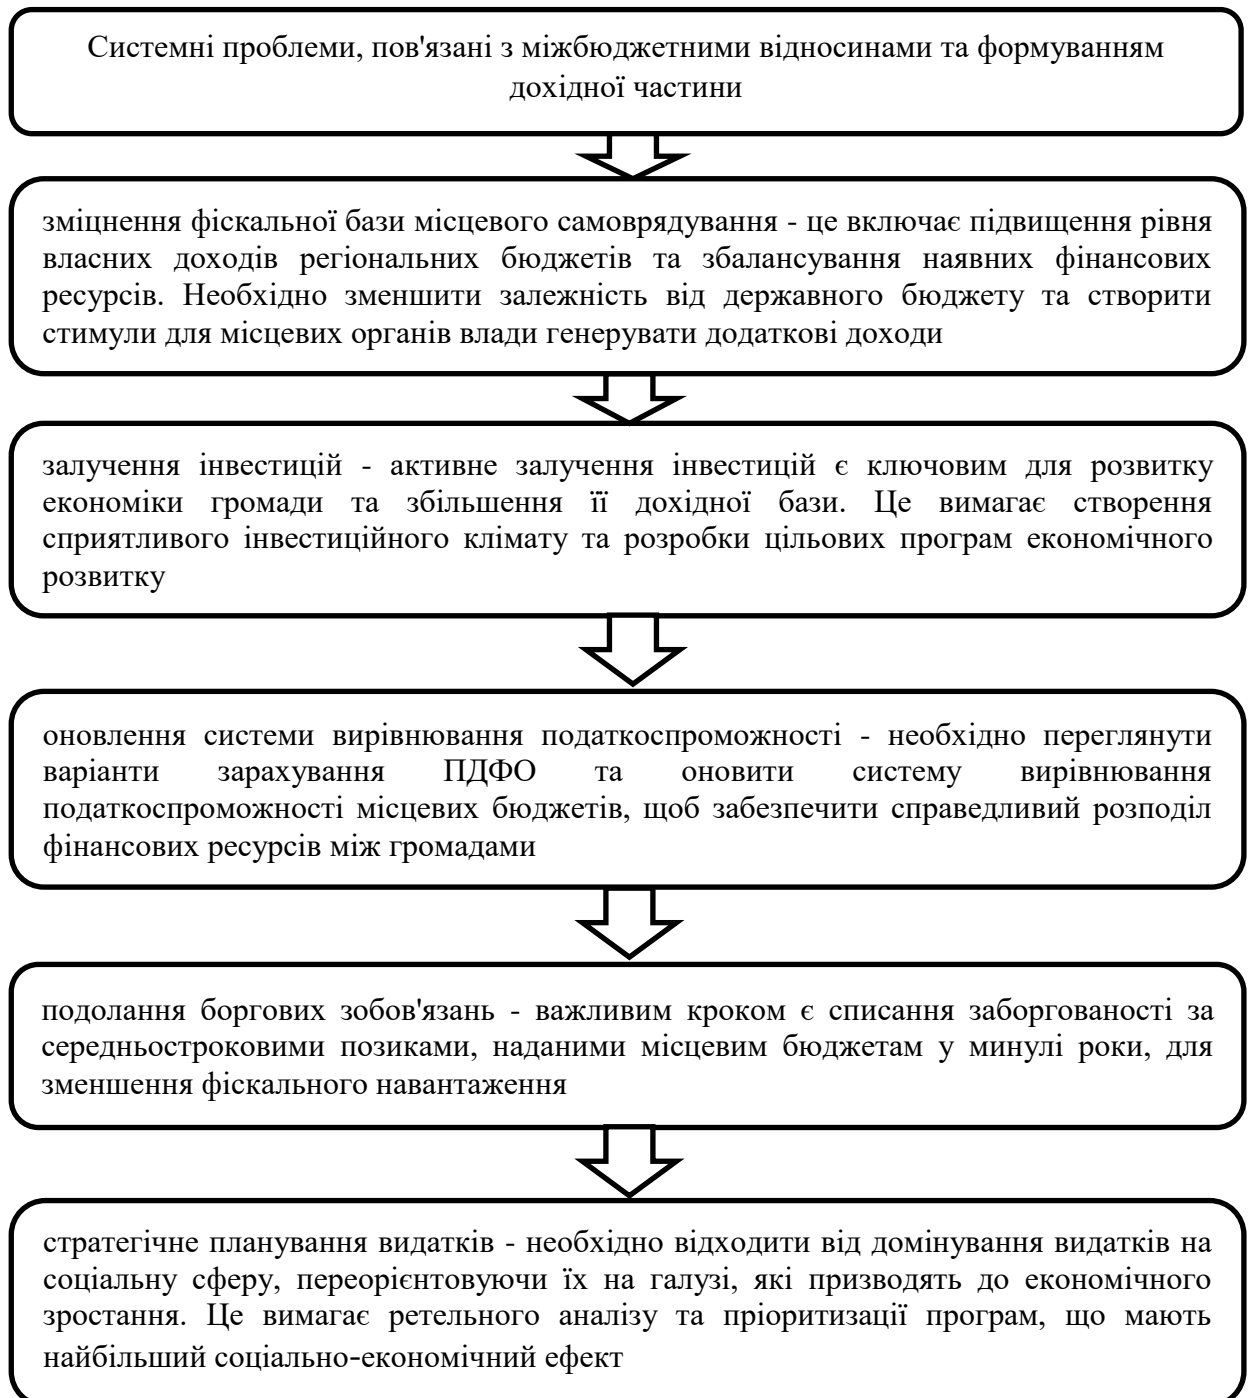 Системні проблеми, пов'язані з міжбюджетними відносинами та формуванням
дохідної частини
зміцнення фіскальної бази місцевого самоврядування - це включає підвищення рівня
власних доходів регіональних бюджетів та збалансування наявних фінансових
ресурсів. Необхідно зменшити залежність від державного бюджету та створити
стимули для місцевих органів влади генерувати додаткові доходи
залучення інвестицій - активне залучення інвестицій є ключовим для розвитку
економіки громади та збільшення її дохідної бази. Це вимагає створення
сприятливого інвестиційного клімату та розробки цільових програм економічного
розвитку
оновлення системи вирівнювання податкоспроможності - необхідно переглянути
варіанти зарахування ПДФО та оновити систему вирівнювання
податкоспроможності місцевих бюджетів, щоб забезпечити справедливий розподіл
фінансових ресурсів між громадами
подолання боргових зобов'язань - важливим кроком є списання заборгованості за
середньостроковими позиками, наданими місцевим бюджетам у минулі роки, для
зменшення фіскального навантаження
стратегічне планування видатків - необхідно відходити від домінування видатків на
соціальну сферу, переорієнтовуючи їх на галузі, які призводять до економічного
зростання. Це вимагає ретельного аналізу та пріоритизації програм, що мають
найбільший соціально-економічний ефект